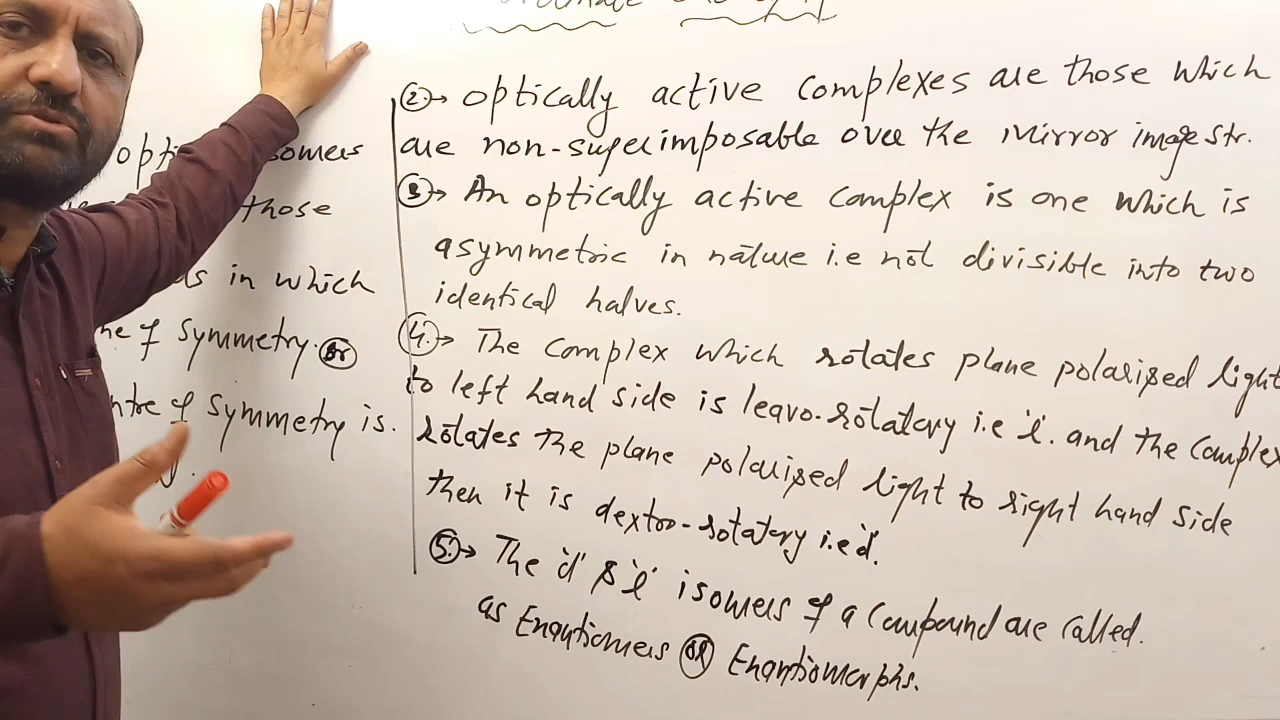 somers
those
in which
of symmetry. or
of symmetry is.
②→ optically active complexes are those which
are non-superimposable over the Mirror image str.
③→ An optically active complex is one which is
asymmetric in nature i.e not divisible into two
identical halves.
④→ The complex which rotates plane polarized light
to left hand side is leavo-rotatory i.e 'l'. and the complex
rotates the plane polarized light to right hand side
then it is dextro-rotatory i.e 'd'.
⑤→ The 'd' & 'l' isomers of a compound are called.
as Enantiomers or Enantiomorphs.